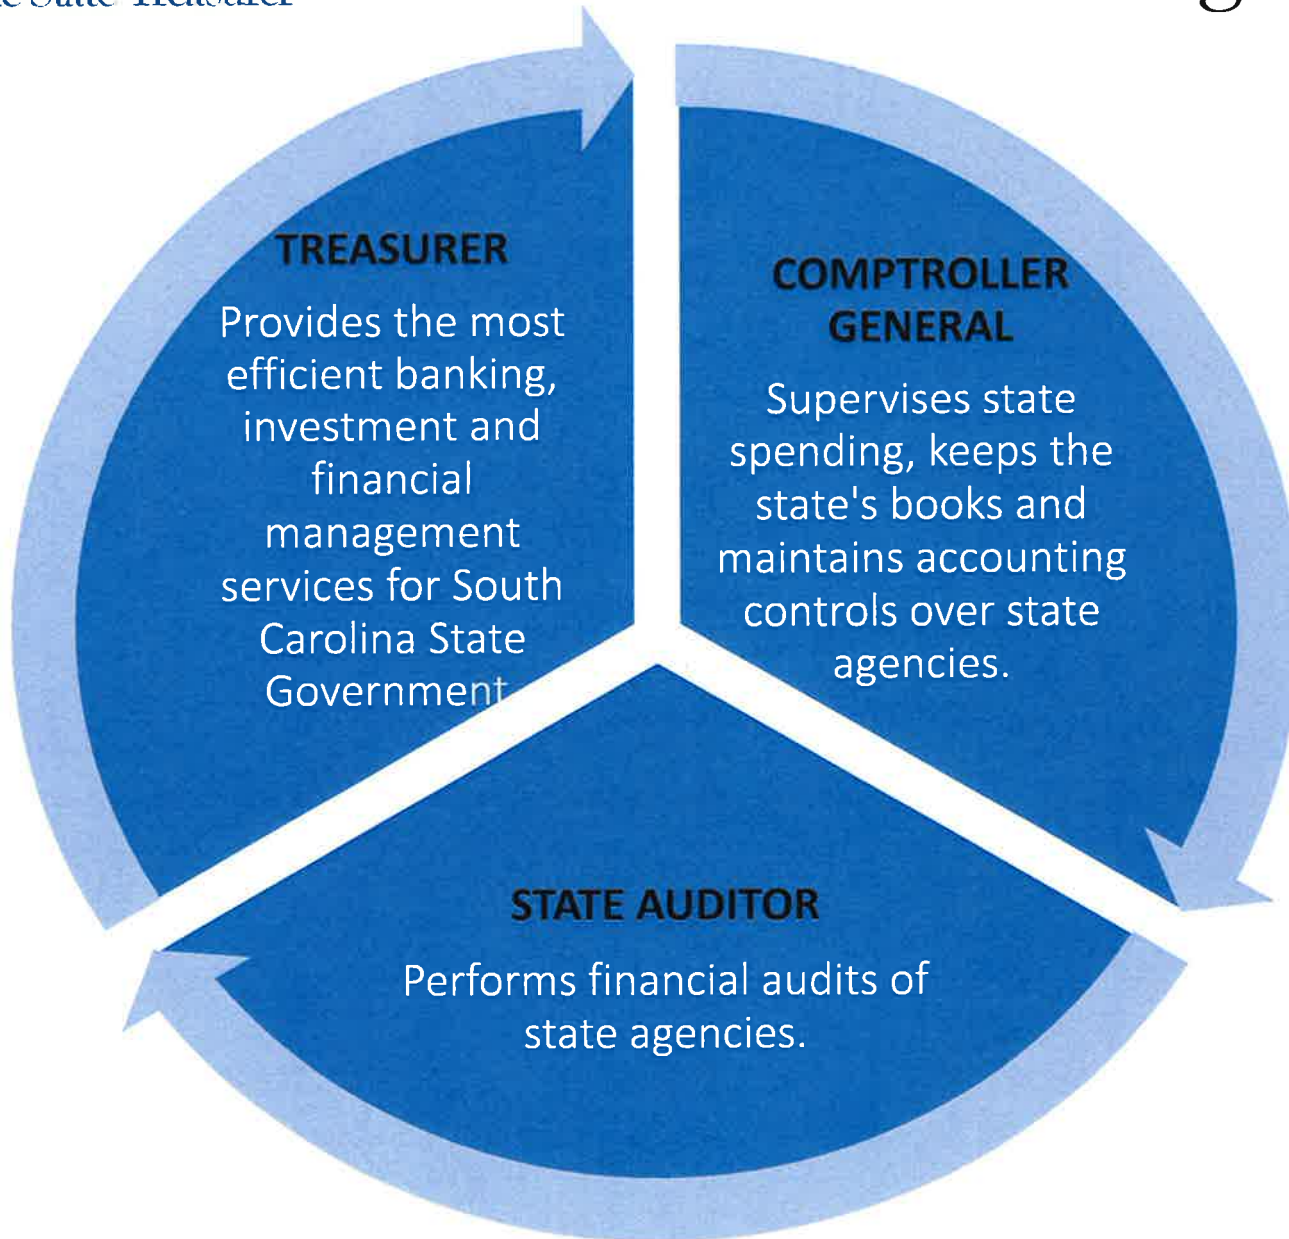 State Treasurer
TREASURER
Provides the most
efficient banking,
investment and
financial
management
services for South
Carolina State
Government
COMPTROLLER
GENERAL
Supervises state
spending, keeps the
state's books and
maintains accounting
controls over state
agencies.
STATE AUDITOR
Performs financial audits of
state agencies.